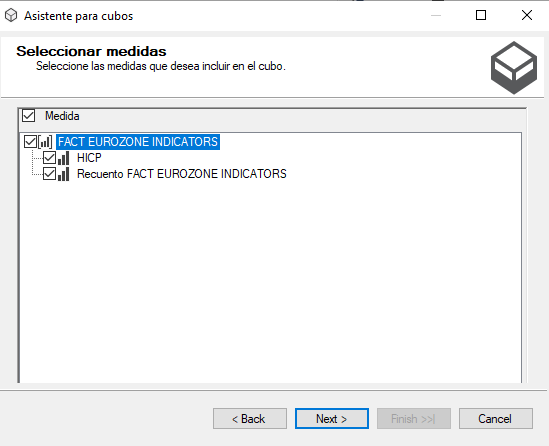 Asistente para cubos
Seleccionar medidas
Seleccione las medidas que desea incluir en el cubo.
Medida
FACT EUROZONE INDICATORS
HICP
Recuento FACT EUROZONE INDICATORS
< Back
Next >
Finish >>|
Cancel